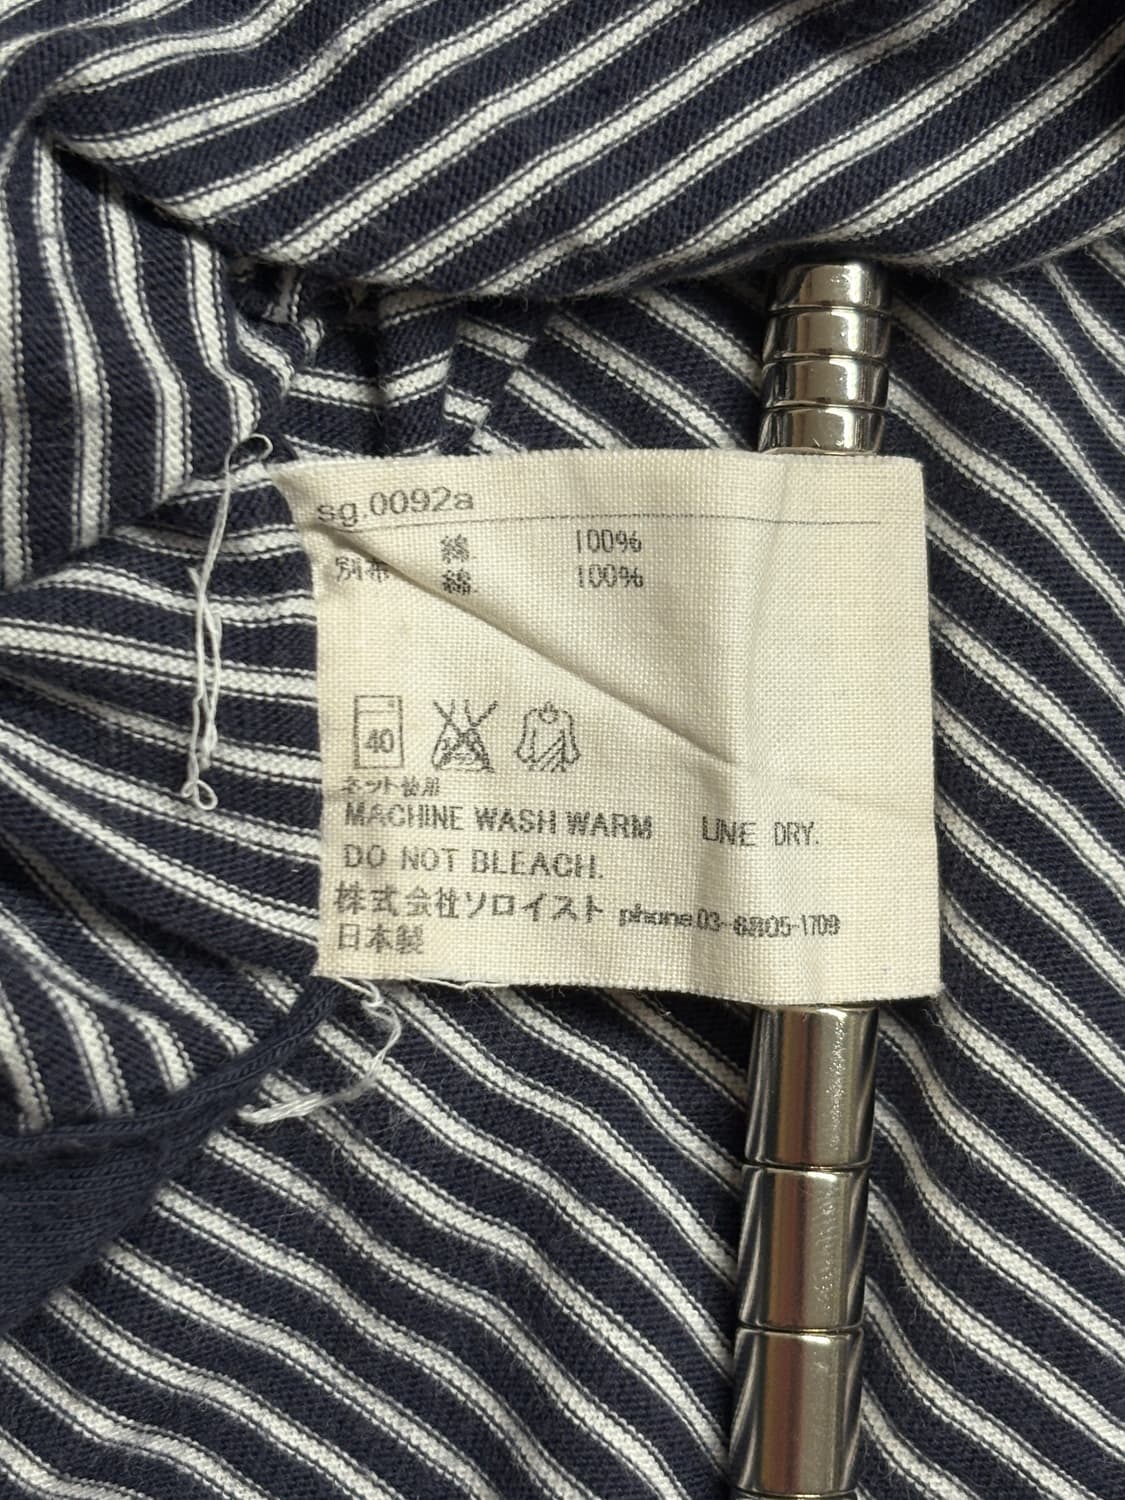 sg.0092a
綿 100%
別布 綿 100%
40
ネット使用
MACHINE WASH WARM LINE DRY.
DO NOT BLEACH.
株式会社ソロイスト phone 03-6805-1709
日本製